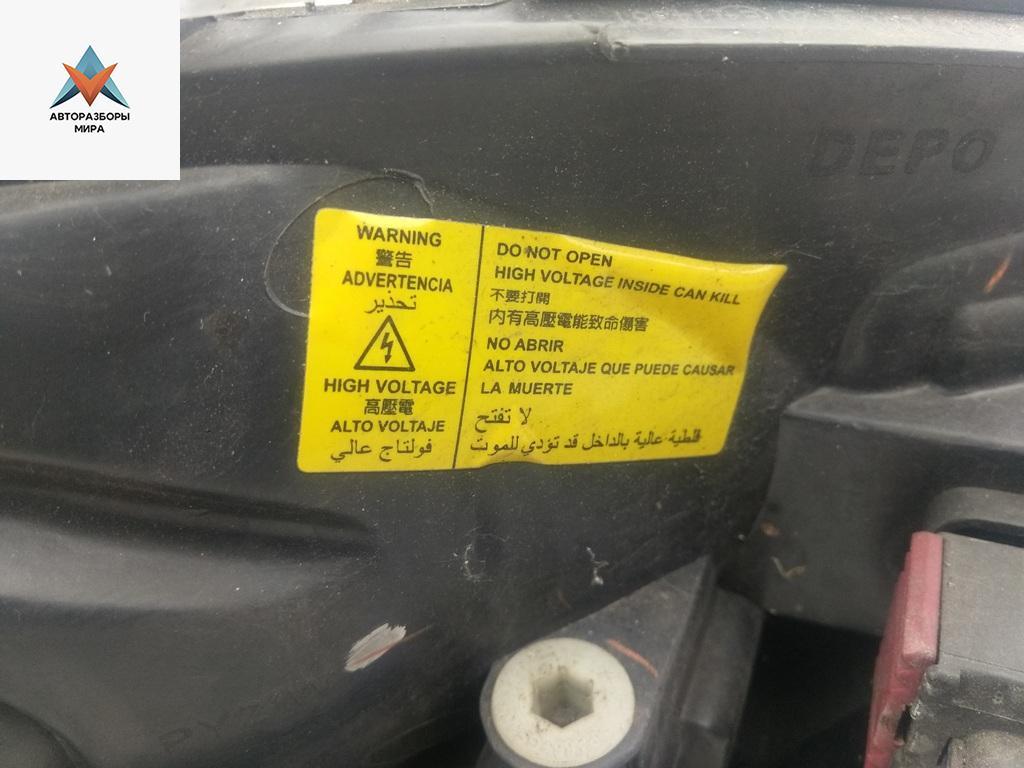 АВТОРАЗБОРЫ
МИРА
DEPO
WARNING
警告
ADVERTENCIA
تحذير
HIGH VOLTAGE
高壓電
ALTO VOLTAJE
فولتاج عالي
DO NOT OPEN
HIGH VOLTAGE INSIDE CAN KILL
不要打開
内有高壓電能致命傷害
NO ABRIR
ALTO VOLTAJE QUE PUEDE CAUSAR
LA MUERTE
لا تفتح
فلطية عالية بالداخل قد تؤدي للموت